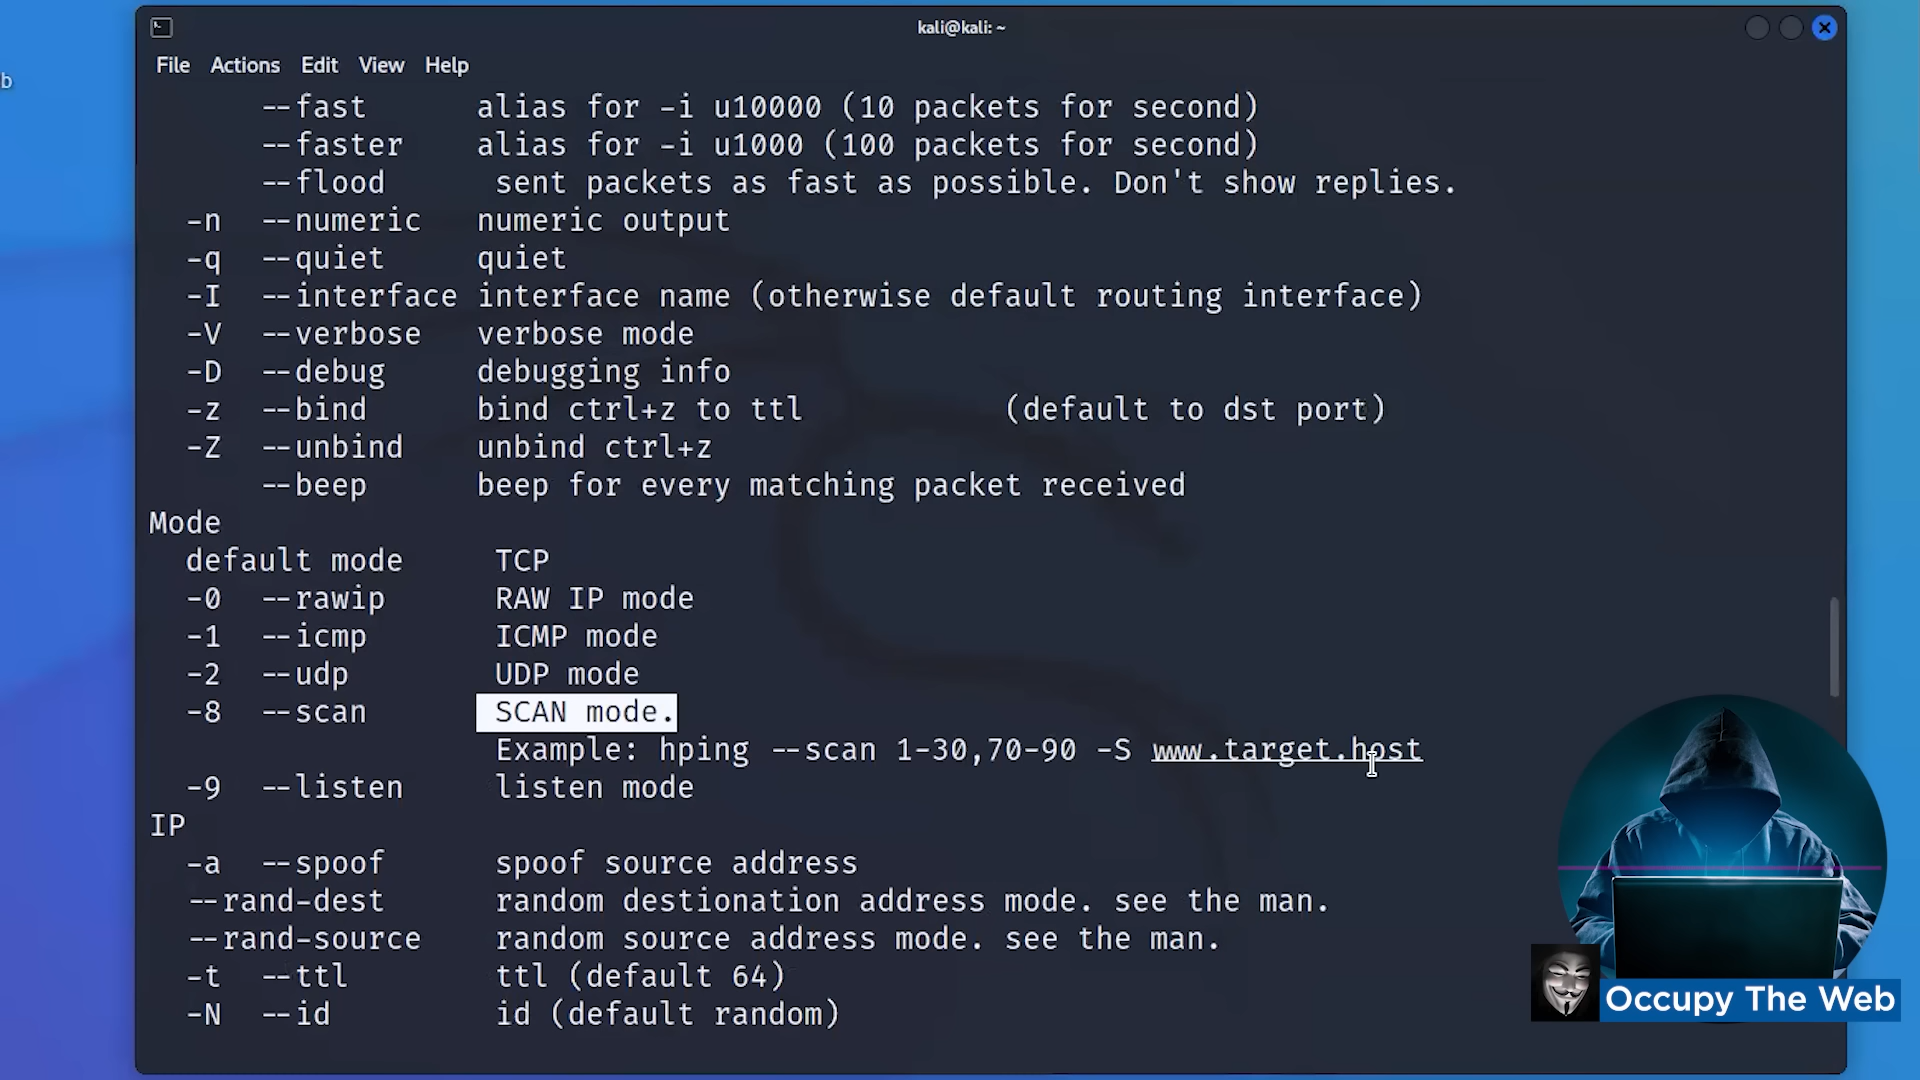 kali@kali: ~
b
File Actions Edit View Help
--fast alias for -i u10000 (10 packets for second)
--faster alias for -i u1000 (100 packets for second)
--flood sent packets as fast as possible. Don't show replies.
-n --numeric numeric output
-q --quiet quiet
-I --interface interface name (otherwise default routing interface)
-V --verbose verbose mode
-D --debug debugging info
-z --bind bind ctrl+z to ttl (default to dst port)
-Z --unbind unbind ctrl+z
--beep beep for every matching packet received
Mode
default mode TCP
-0 --rawip RAW IP mode
-1 --icmp ICMP mode
-2 --udp UDP mode
-8 --scan SCAN mode.
Example: hping --scan 1-30,70-90 -S www.target.host
-9 --listen listen mode
IP
-a --spoof spoof source address
--rand-dest random destionation address mode. see the man.
--rand-source random source address mode. see the man.
-t --ttl ttl (default 64)
-N --id id (default random)
Occupy The Web